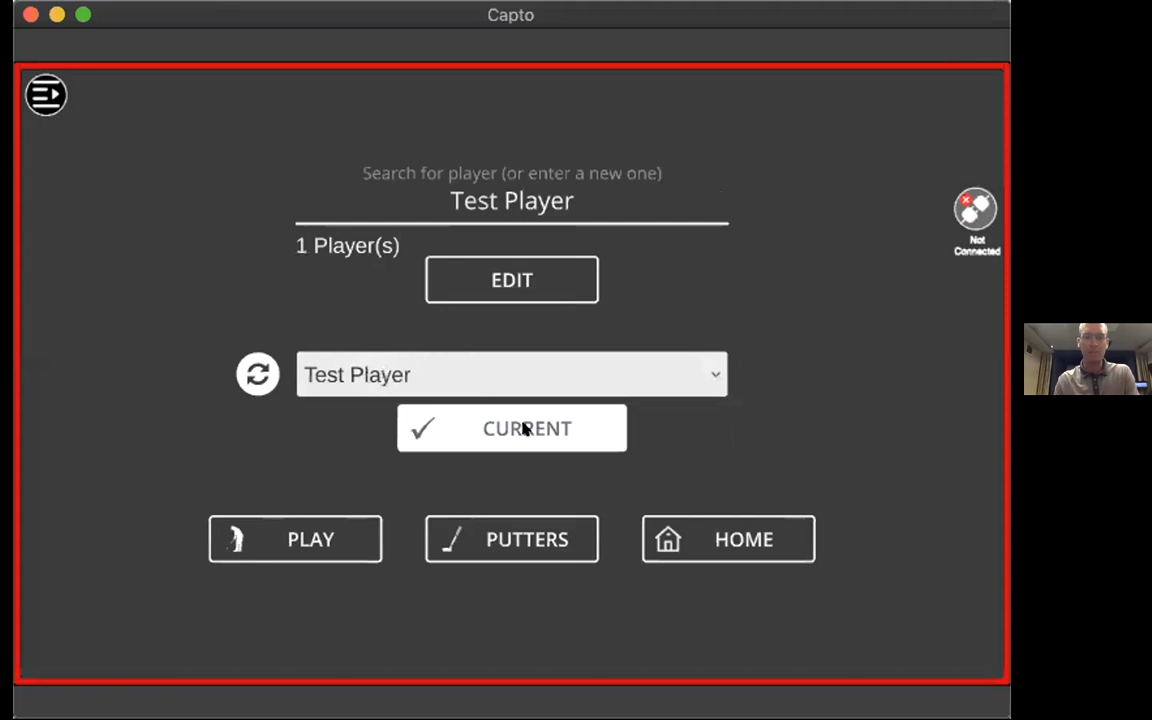 Capto
Search for player (or enter a new one)
Test Player
1 Player(s)
Not
Connected
EDIT
Test Player
CURRENT
PLAY
PUTTERS
HOME